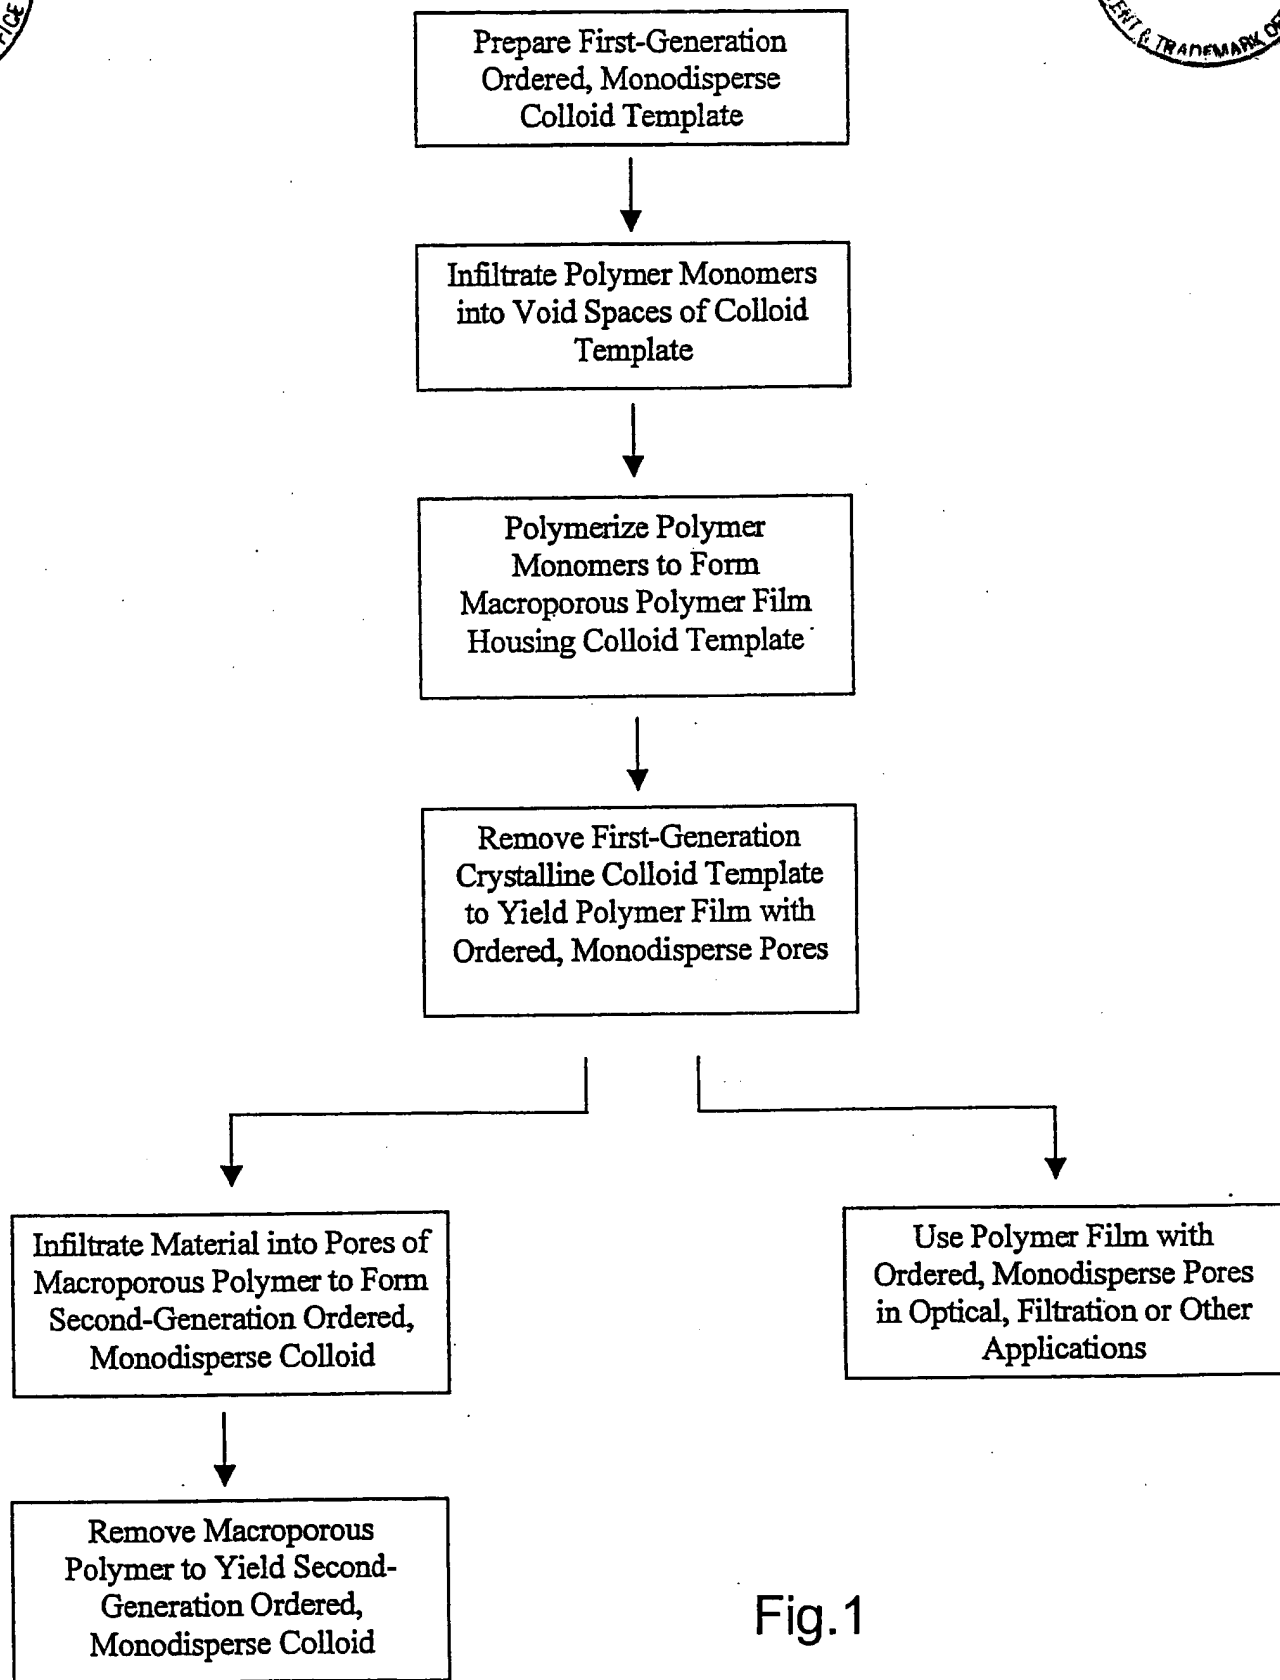 FICE
ENT & TRADEMARK OF
Prepare First-Generation
Ordered, Monodisperse
Colloid Template
Infiltrate Polymer Monomers
into Void Spaces of Colloid
Template
Polymerize Polymer
Monomers to Form
Macroporous Polymer Film
Housing Colloid Template
Remove First-Generation
Crystalline Colloid Template
to Yield Polymer Film with
Ordered, Monodisperse Pores
Infiltrate Material into Pores of
Macroporous Polymer to Form
Second-Generation Ordered,
Monodisperse Colloid
Use Polymer Film with
Ordered, Monodisperse Pores
in Optical, Filtration or Other
Applications
Remove Macroporous
Polymer to Yield Second-
Generation Ordered,
Monodisperse Colloid
Fig.1